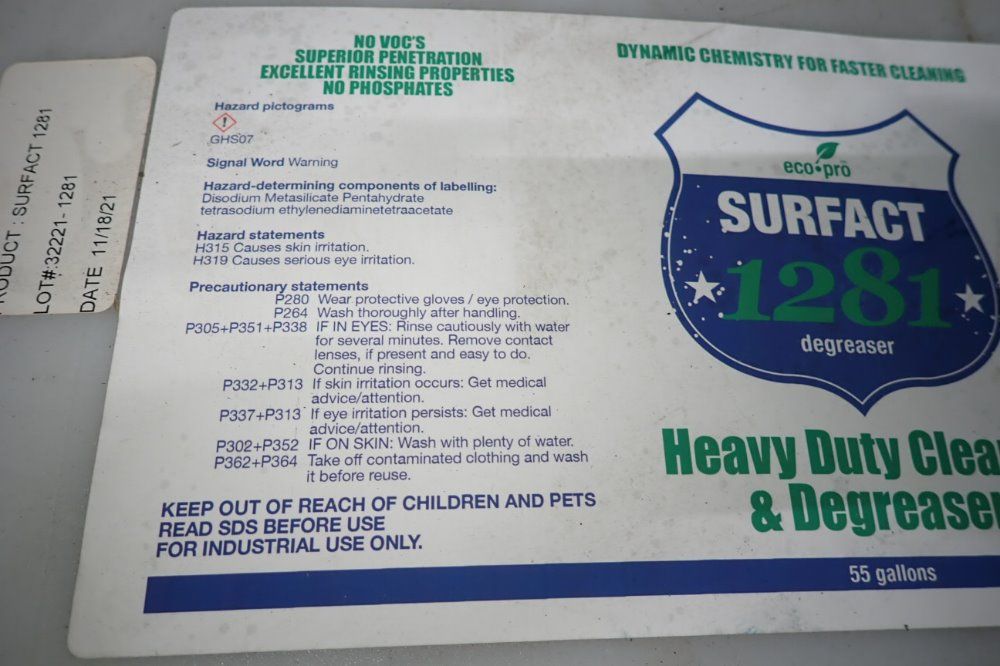 RODUCT : SURFACT 1281
LOT#:32221- 1281
DATE 11/18/21
NO VOC'S
SUPERIOR PENETRATION
EXCELLENT RINSING PROPERTIES
NO PHOSPHATES
Hazard pictograms
!
GHS07
Signal Word Warning
Hazard-determining components of labelling:
Disodium Metasilicate Pentahydrate
tetrasodium ethylenediaminetetraacetate
Hazard statements
H315 Causes skin irritation.
H319 Causes serious eye irritation.
Precautionary statements
P280 Wear protective gloves / eye protection.
P264 Wash thoroughly after handling.
P305+P351+P338 IF IN EYES: Rinse cautiously with water
for several minutes. Remove contact
lenses, if present and easy to do.
Continue rinsing.
P332+P313 If skin irritation occurs: Get medical
advice/attention.
P337+P313 If eye irritation persists: Get medical
advice/attention.
P302+P352 IF ON SKIN: Wash with plenty of water.
P362+P364 Take off contaminated clothing and wash
it before reuse.
KEEP OUT OF REACH OF CHILDREN AND PETS
READ SDS BEFORE USE
FOR INDUSTRIAL USE ONLY.
DYNAMIC CHEMISTRY FOR FASTER CLEANING
eco•pro
SURFACT
1281
degreaser
Heavy Duty Clea
& Degreaser
55 gallons